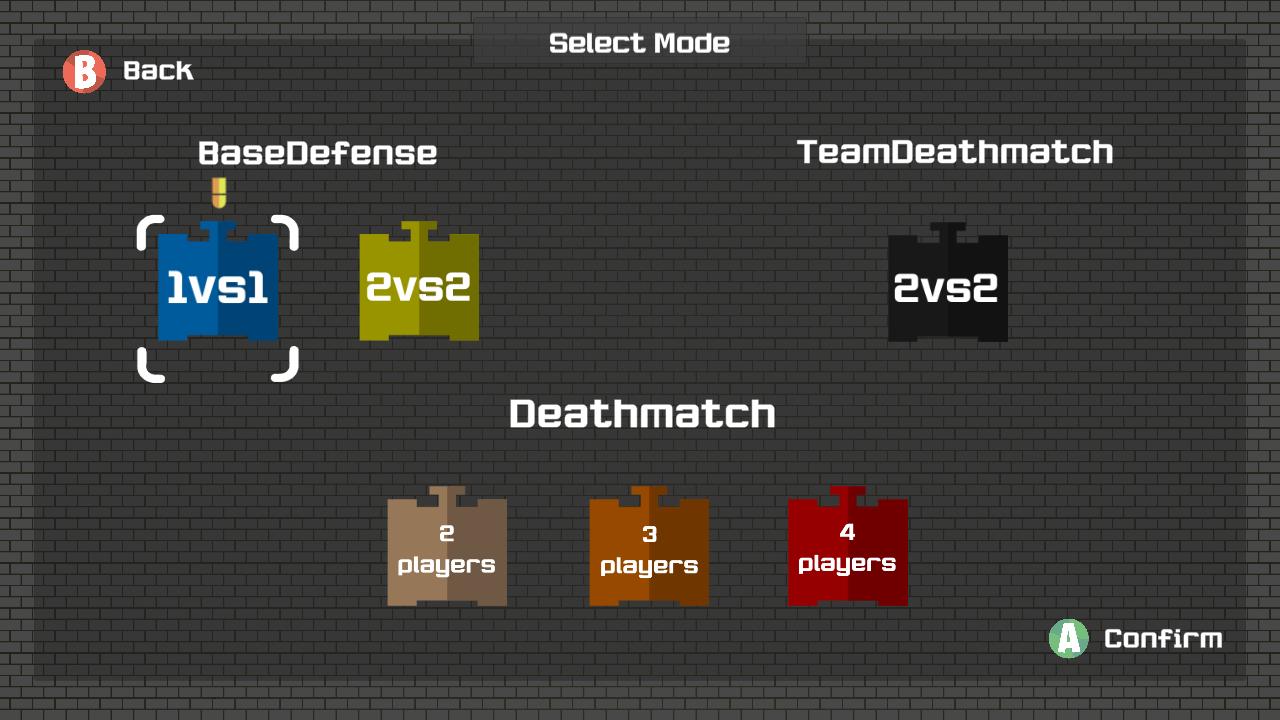 Select Mode
B Back
BaseDefense
TeamDeathmatch
1vs1
2vs2
2vs2
Deathmatch
2
players
3
players
4
players
A Confirm